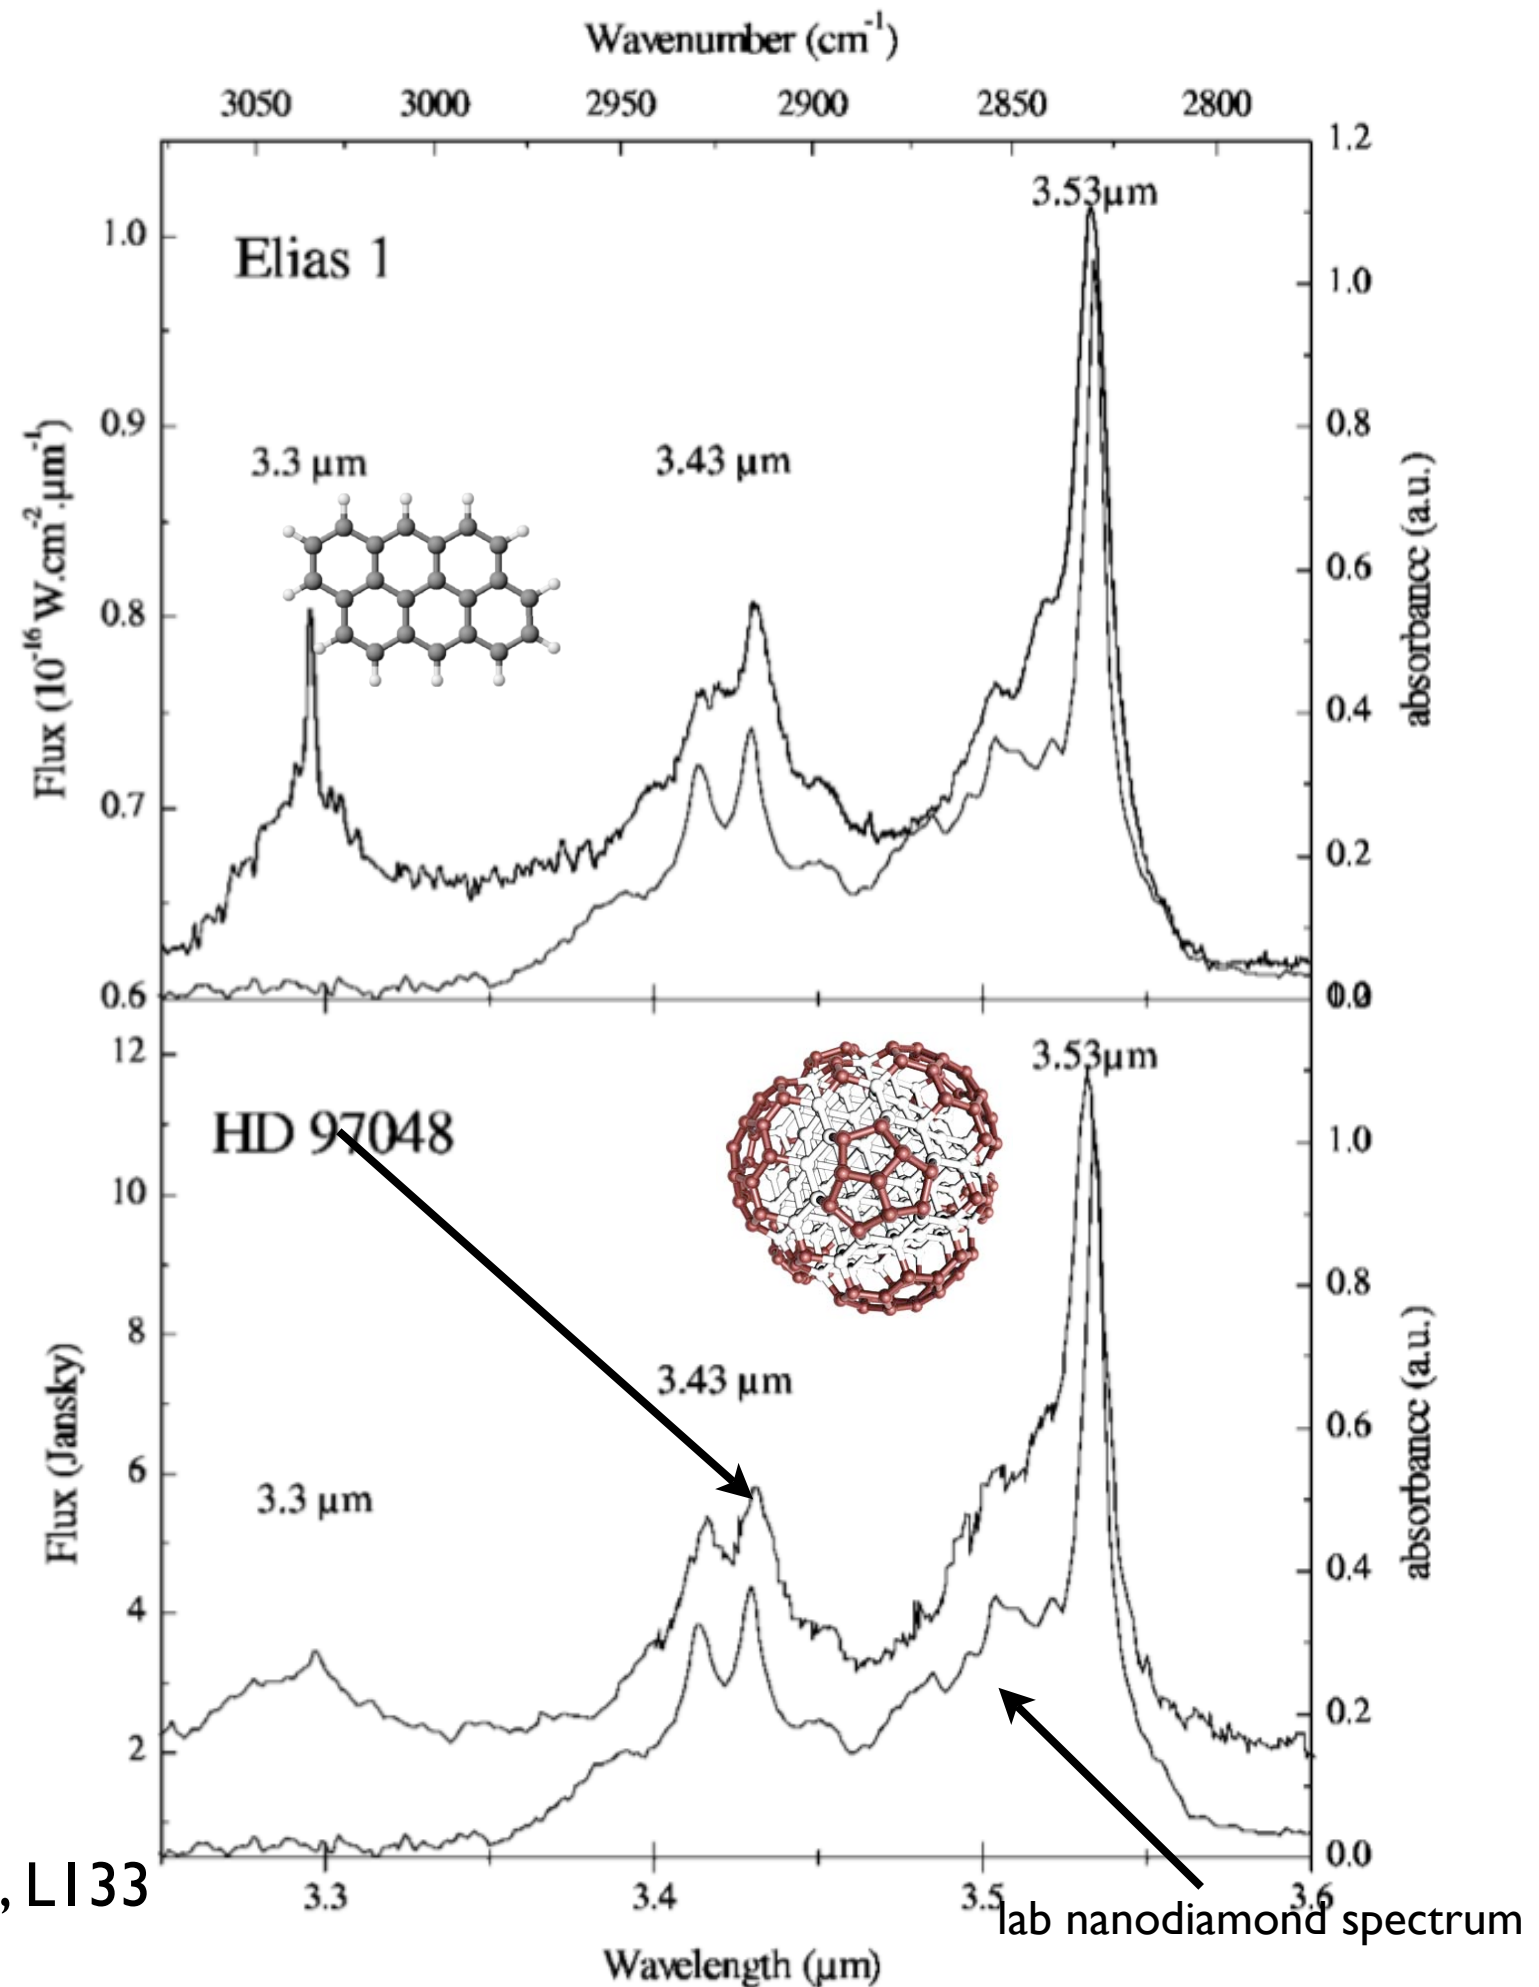 Wavenumber (cm⁻¹)
3050 3000 2950 2900 2850 2800
Elias 1
3.3 µm
3.43 µm
3.53µm
Flux (10⁻¹⁶ W.cm⁻².µm⁻¹)
1.0
0.9
0.8
0.7
0.6
absorbance (a.u.)
1.2
1.0
0.8
0.6
0.4
0.2
0.0
HD 97048
3.3 µm
3.43 µm
3.53µm
Flux (Jansky)
12
10
8
6
4
2
absorbance (a.u.)
1.0
0.8
0.6
0.4
0.2
0.0
, L133
3.3 3.4 3.5 3.6
lab nanodiamond spectrum
Wavelength (µm)